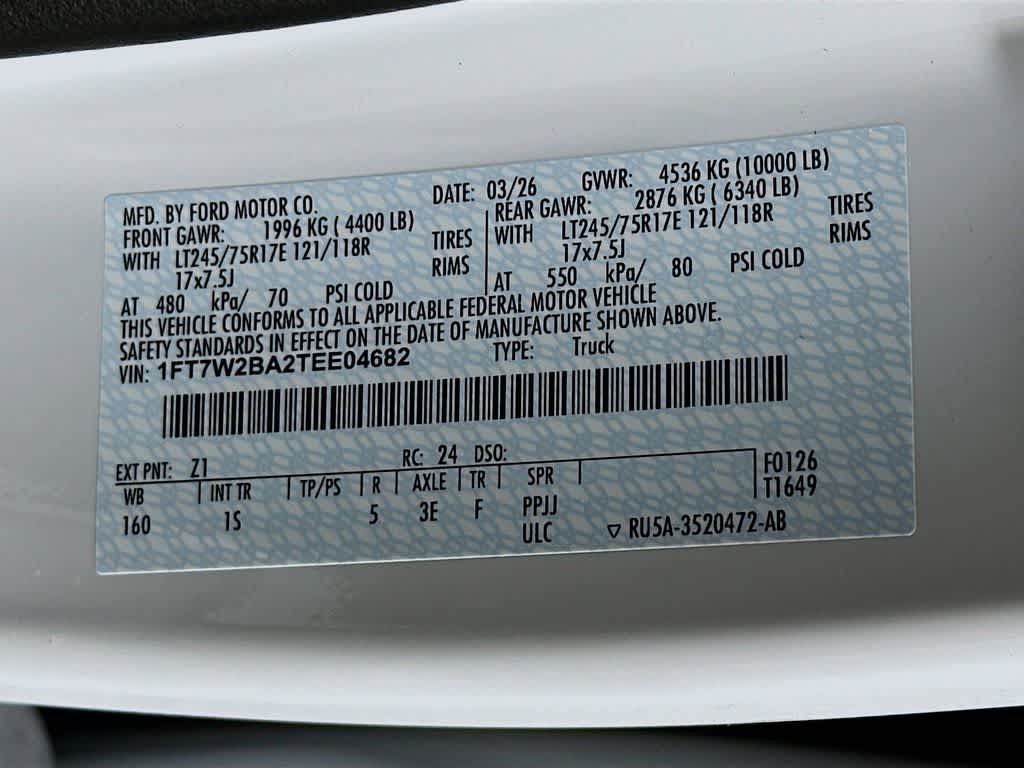 MFD. BY FORD MOTOR CO. DATE: 03/26 GVWR: 4536 KG (10000 LB)
FRONT GAWR: 1996 KG ( 4400 LB) REAR GAWR: 2876 KG ( 6340 LB)
WITH LT245/75R17E 121/118R TIRES WITH LT245/75R17E 121/118R TIRES
17x7.5J RIMS 17x7.5J RIMS
AT 480 kPa/ 70 PSI COLD AT 550 kPa/ 80 PSI COLD
THIS VEHICLE CONFORMS TO ALL APPLICABLE FEDERAL MOTOR VEHICLE
SAFETY STANDARDS IN EFFECT ON THE DATE OF MANUFACTURE SHOWN ABOVE.
VIN: 1FT7W2BA2TEE04682 TYPE: Truck
EXT PNT: Z1 RC: 24 DSO:
WB INT TR TP/PS R AXLE TR SPR F0126
160 1S 5 3E F PPJJ T1649
ULC ▽ RU5A-3520472-AB